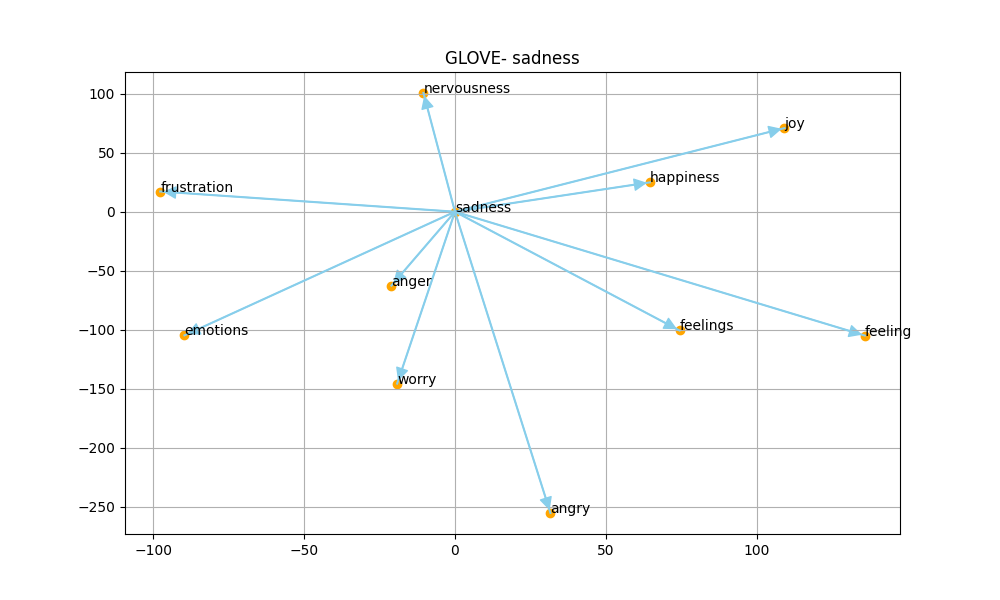 GLOVE- sadness
100
50
0
−50
−100
−150
−200
−250
nervousness
joy
happiness
frustration
sadness
anger
feelings
emotions
feeling
worry
angry
−100
−50
0
50
100